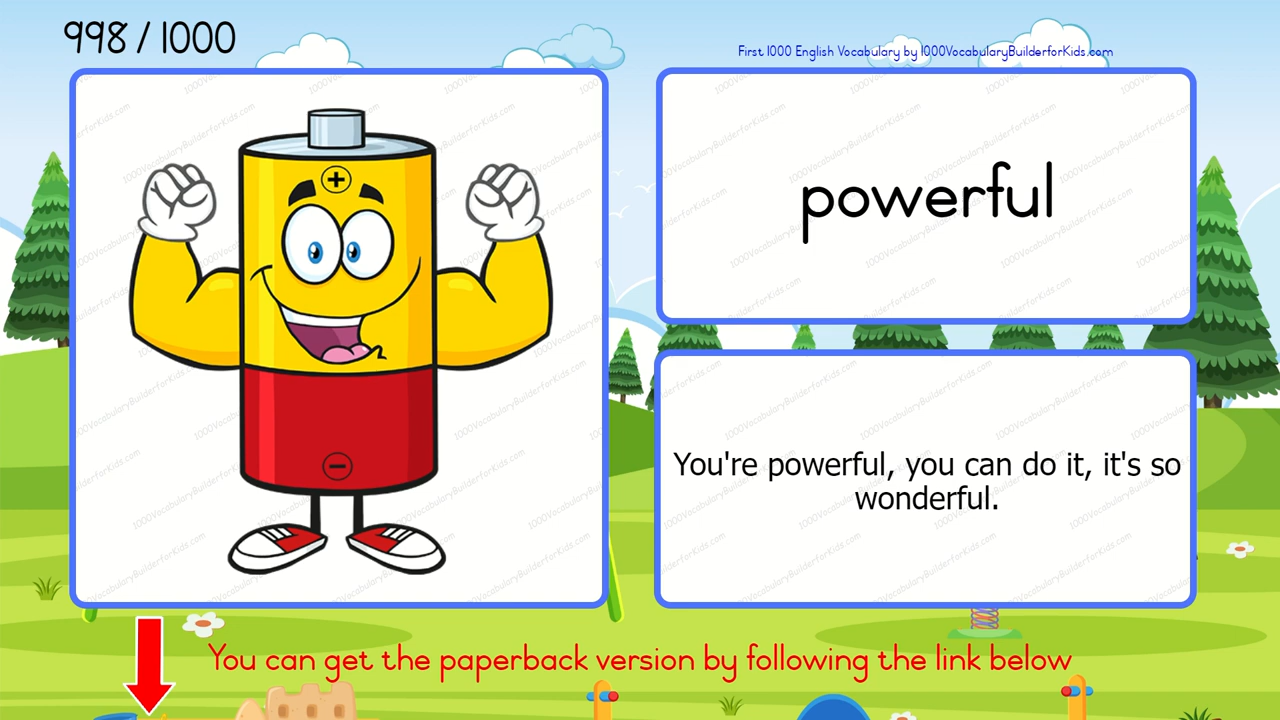 998 / 1000
First 1000 English Vocabulary by 1000VocabularyBuilderforKids.com
powerful
You're powerful, you can do it, it's so
wonderful.
You can get the paperback version by following the link below